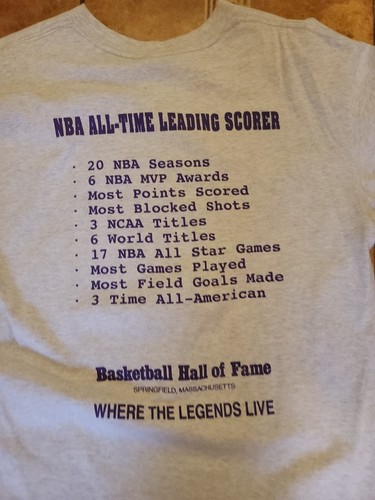 NBA ALL-TIME LEADING SCORER
· 20 NBA Seasons
· 6 NBA MVP Awards
· Most Points Scored
· Most Blocked Shots
· 3 NCAA Titles
· 6 World Titles
· 17 NBA All Star Games
· Most Games Played
· Most Field Goals Made
· 3 Time All-American
Basketball Hall of Fame
SPRINGFIELD, MASSACHUSETTS
WHERE THE LEGENDS LIVE